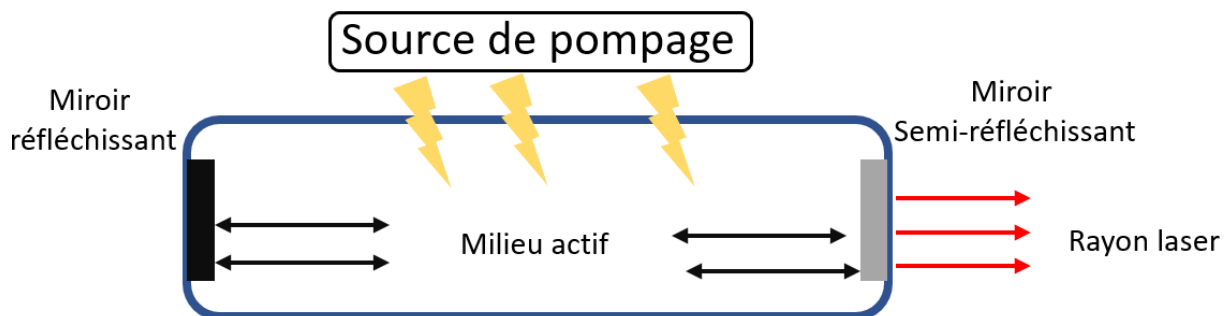 Source de pompage
Miroir
réfléchissant
Miroir
Semi-réfléchissant
Milieu actif
Rayon laser